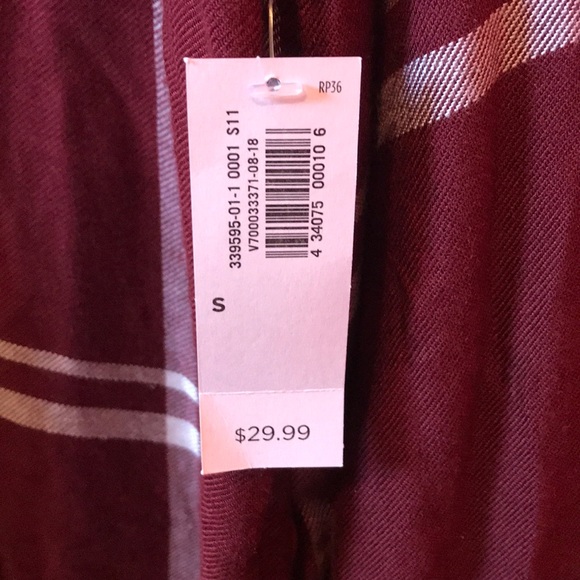 RP36
339595-01-1 0001 S11
V700033371-08-18
4 34075 00010 6
S
$29.99